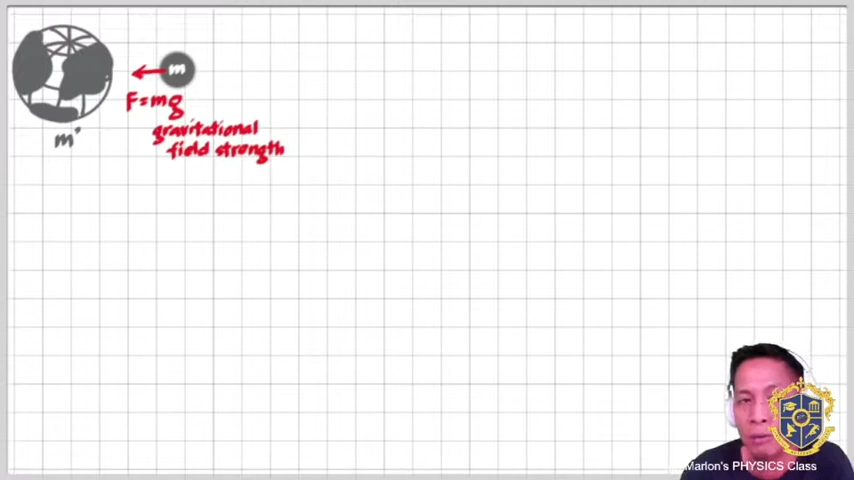 m
F=mg
gravitational
field strength
m'
Marlon's PHYSICS Class